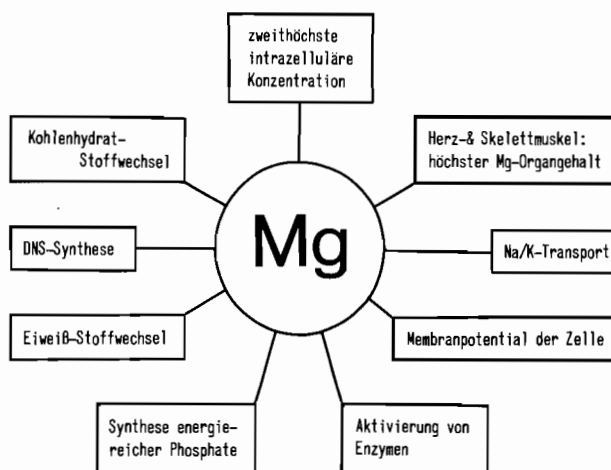 zweithöchste
intrazelluläre
Konzentration
Kohlenhydrat-
Stoffwechsel
Herz-& Skelettmuskel:
höchster Mg-Organgehalt
Mg
DNS-Synthese
Na/K-Transport
Eiweiß-Stoffwechsel
Membranpotential der Zelle
Synthese energie-
reicher Phosphate
Aktivierung von
Enzymen